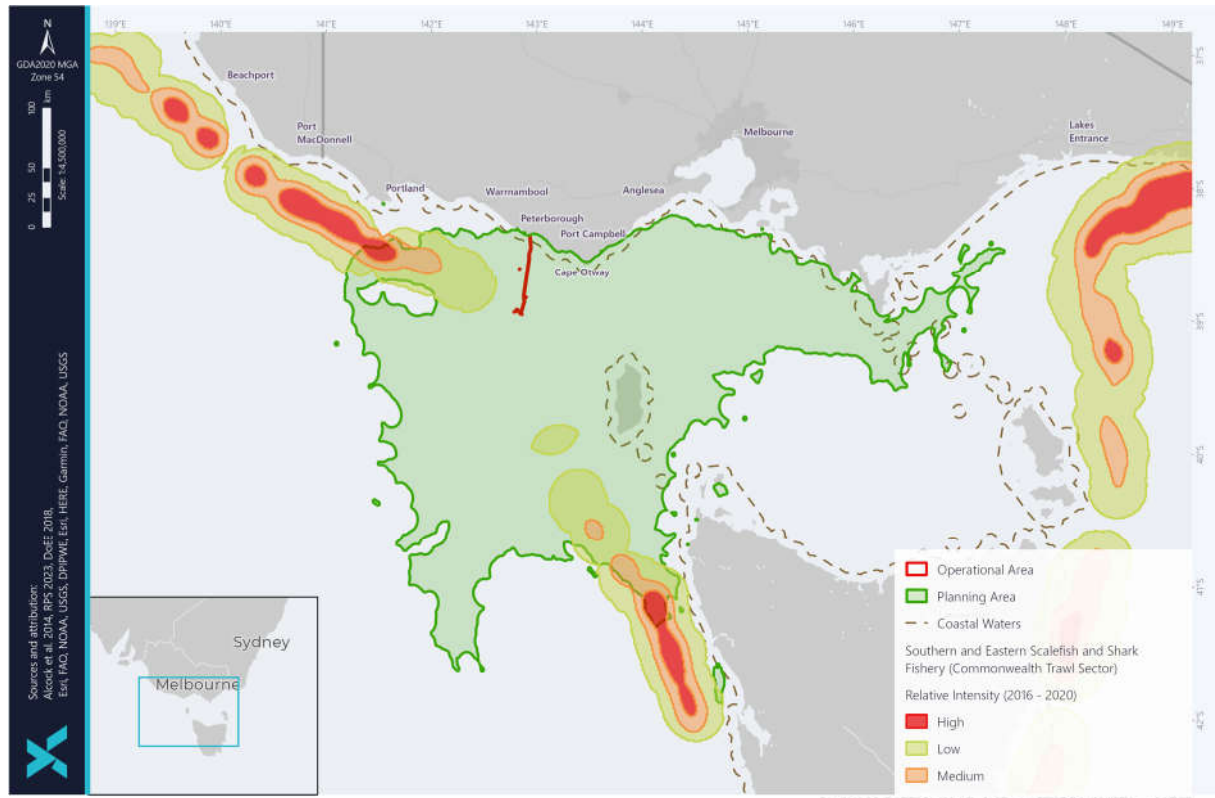 139°E
140°E
141°E
142°E
143°E
144°E
145°E
146°E
147°E
148°E
149°E
N
GDA2020 MGA
Zone 54
0 25 50 100
km
Scale: 1:4,500,000
Sources and attribution:
Alcock et al. 2014, RPS 2023, DoEE 2018,
Esri, FAO, NOAA, USGS, DPIPWE, Esri, HERE, Garmin, FAO, NOAA, USGS
Beachport
Port
MacDonnell
Portland
Warrnambool
Peterborough
Port Campbell
Cape Otway
Anglesea
Melbourne
Lakes
Entrance
37°S
38°S
39°S
40°S
41°S
42°S
Sydney
Melbourne
Operational Area
Planning Area
Coastal Waters
Southern and Eastern Scalefish and Shark
Fishery (Commonwealth Trawl Sector)
Relative Intensity (2016 - 2020)
High
Low
Medium